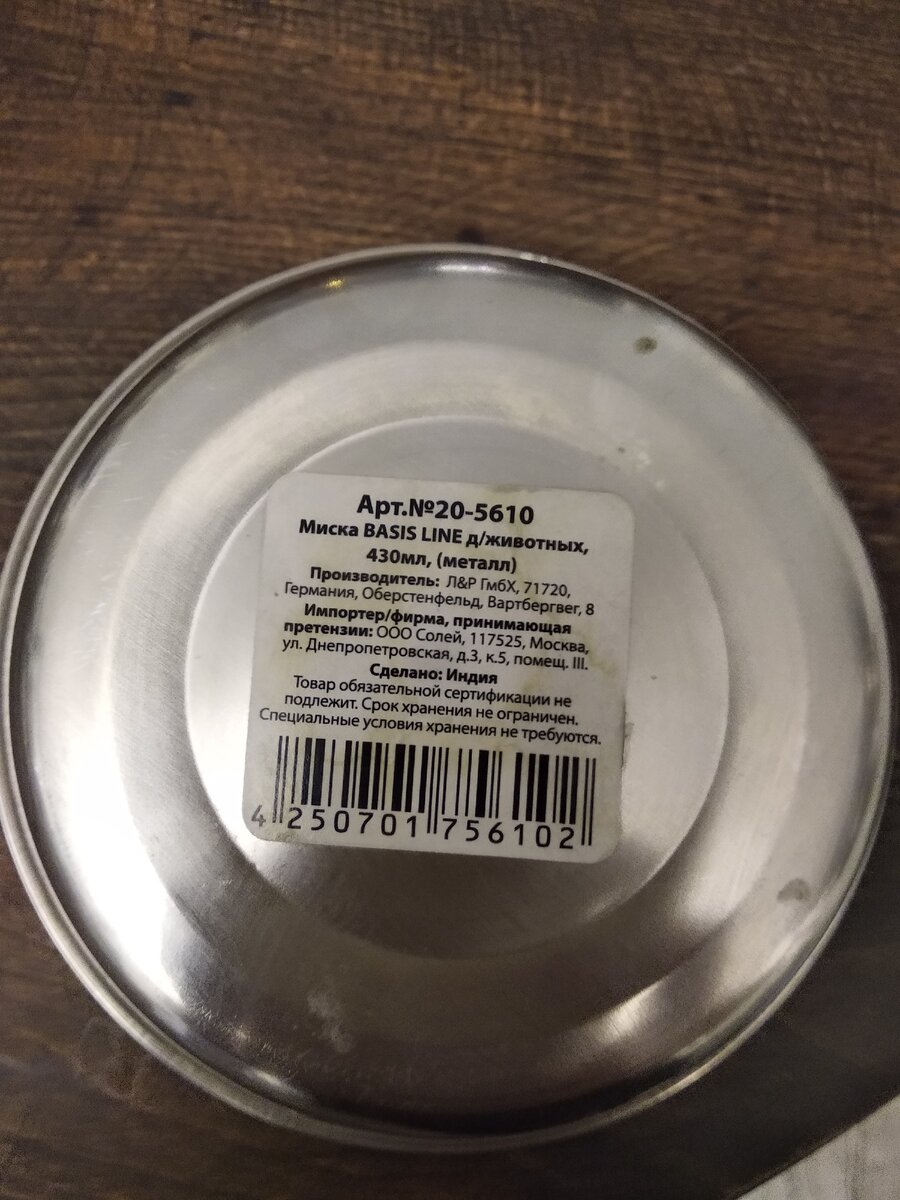 Арт.№20-5610
Миска BASIS LINE д/животных,
430мл, (металл)
Производитель: Л&Р ГмбХ, 71720,
Германия, Оберстенфельд, Вартбергвег, 8
Импортер/фирма, принимающая
претензии: ООО Солей, 117525, Москва,
ул. Днепропетровская, д.3, к.5, помещ. III.
Сделано: Индия
Товар обязательной сертификации не
подлежит. Срок хранения не ограничен.
Специальные условия хранения не требуются.
4 250701 756102